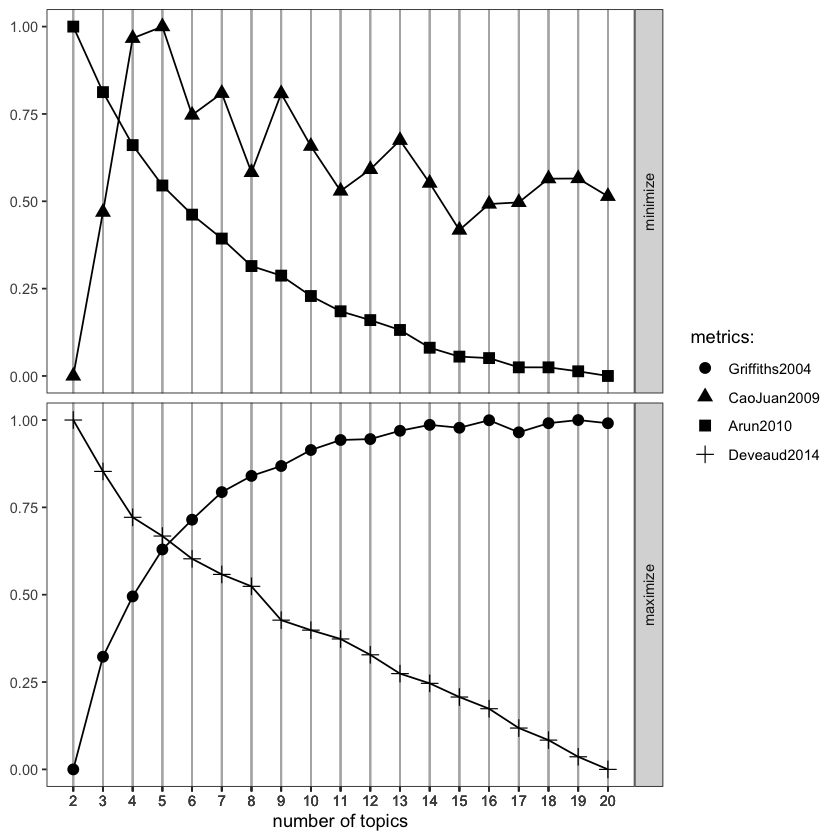 1.00
0.75
0.50
0.25
0.00
minimize
1.00
0.75
0.50
0.25
0.00
maximize
2 3 4 5 6 7 8 9 10 11 12 13 14 15 16 17 18 19 20
number of topics
metrics:
Griffiths2004
CaoJuan2009
Arun2010
Deveaud2014